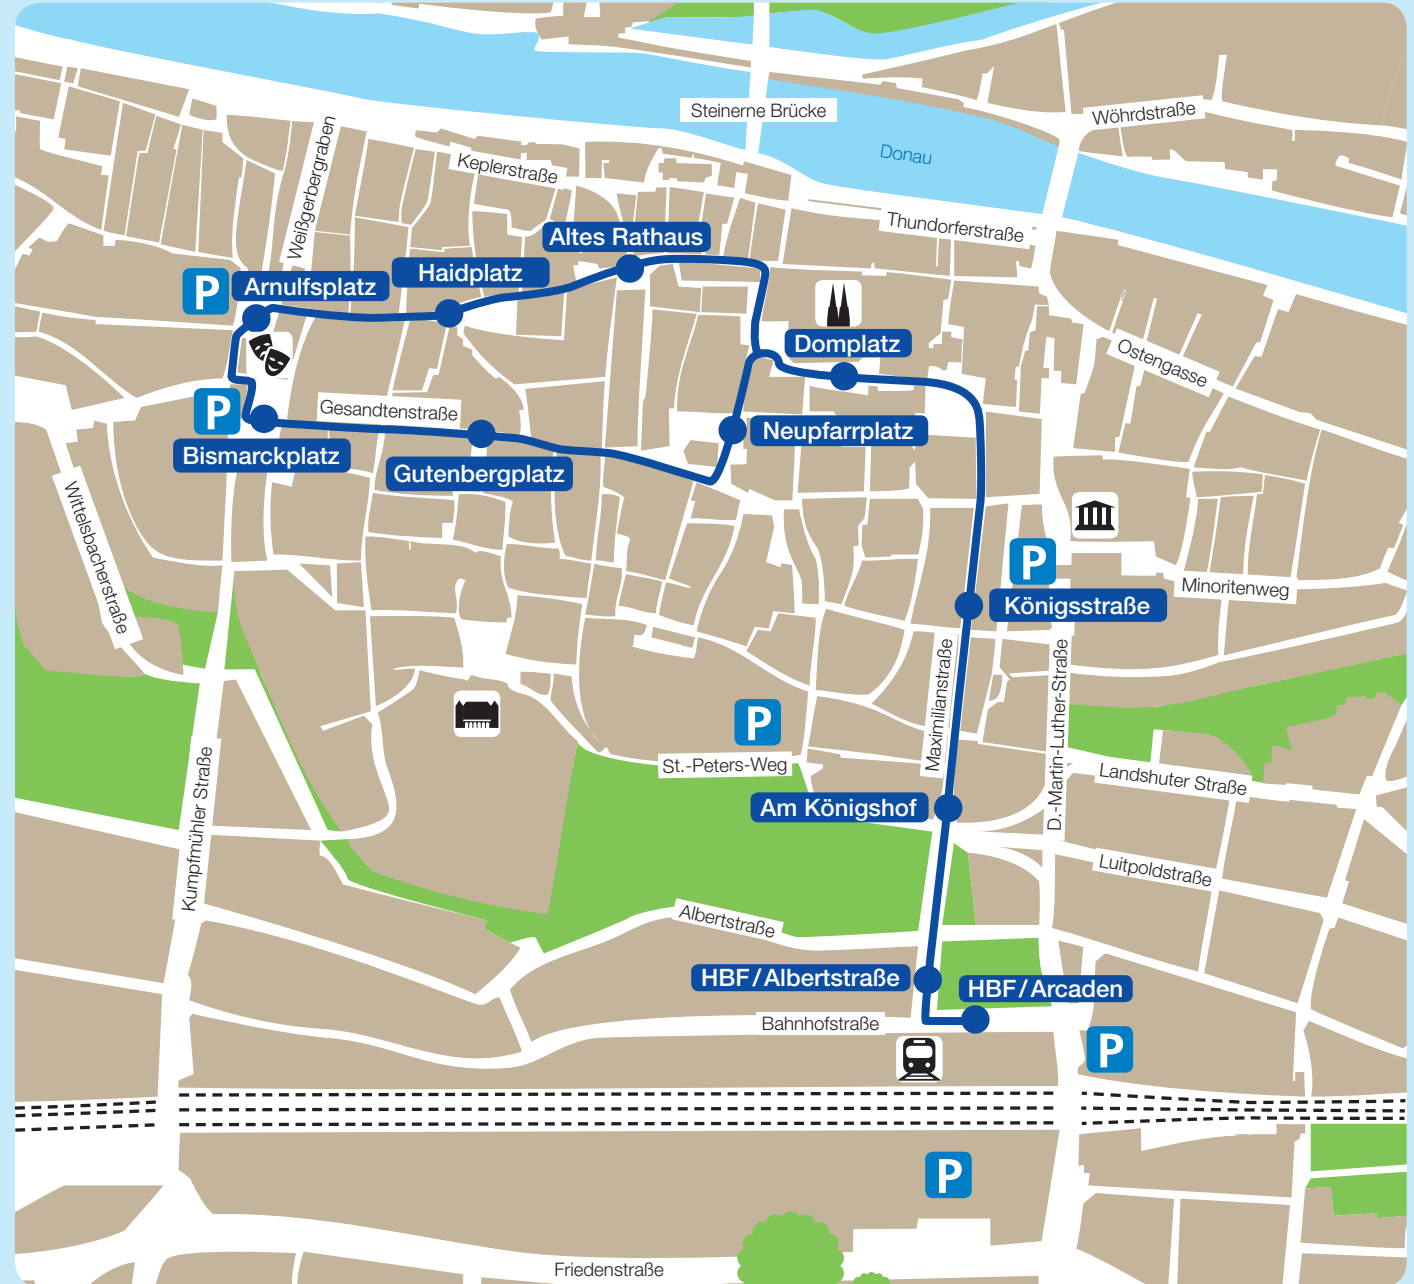 Steinerne Brücke
Wöhrdstraße
Donau
Keplerstraße
Weißgerbergraben
Thundorferstraße
Altes Rathaus
Haidplatz
P
Arnulfsplatz
Domplatz
Ostengasse
P
Gesandtenstraße
Neupfarrplatz
Bismarckplatz
Gutenbergplatz
Wittelsbacherstraße
P
Minoritenweg
Königsstraße
Maximilianstraße
D.-Martin-Luther-Straße
P
St.-Peters-Weg
Landshuter Straße
Kumpfmühler Straße
Am Königshof
Luitpoldstraße
Albertstraße
HBF/Albertstraße
HBF/Arcaden
Bahnhofstraße
P
P
Friedenstraße